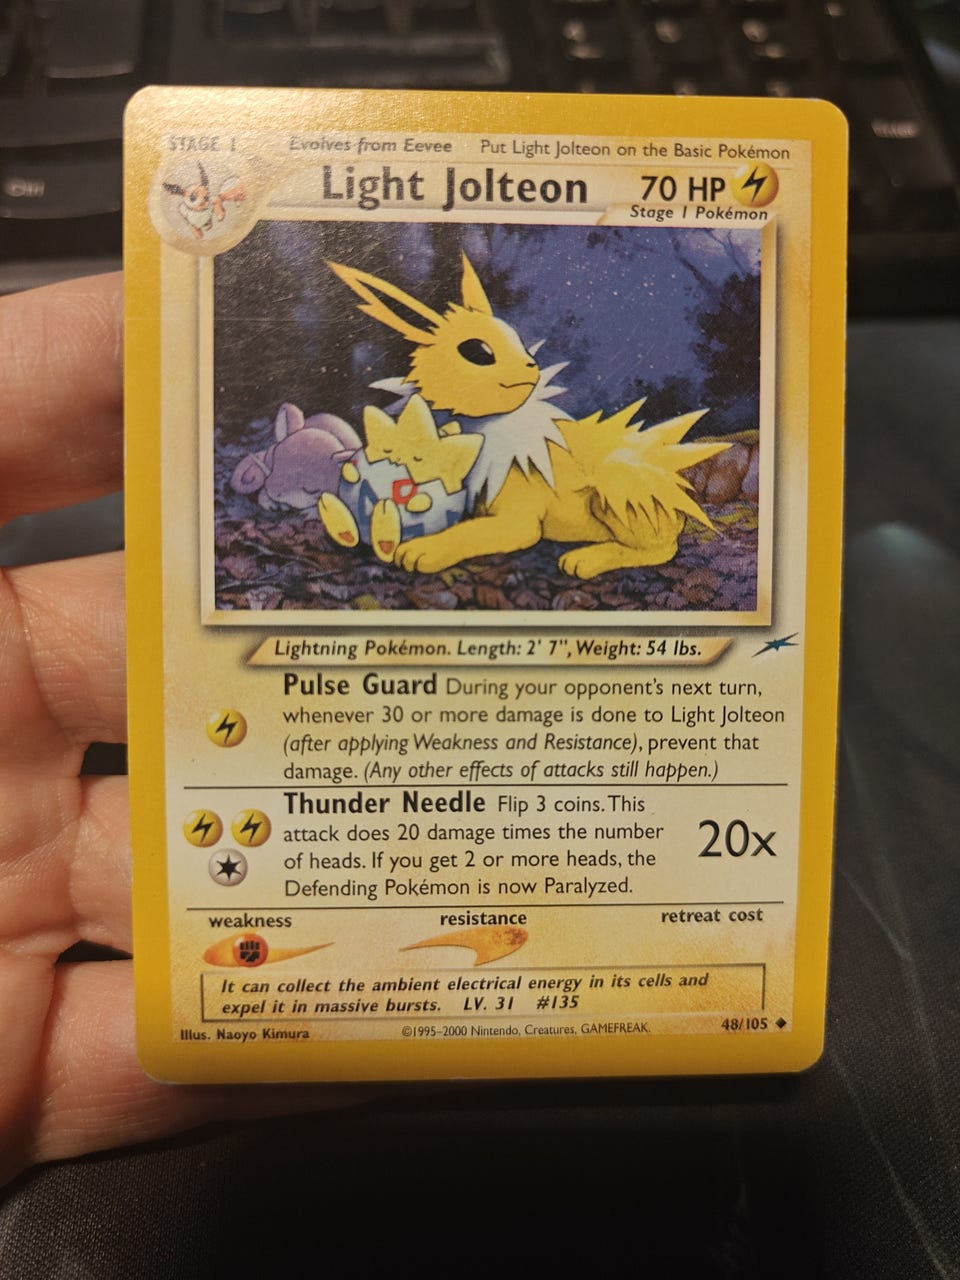 STAGE 1 Evolves from Eevee Put Light Jolteon on the Basic Pokémon
Light Jolteon 70 HP
Stage 1 Pokémon
Lightning Pokémon. Length: 2' 7", Weight: 54 lbs.
Pulse Guard During your opponent's next turn,
whenever 30 or more damage is done to Light Jolteon
(after applying Weakness and Resistance), prevent that
damage. (Any other effects of attacks still happen.)
Thunder Needle Flip 3 coins. This
attack does 20 damage times the number
of heads. If you get 2 or more heads, the
Defending Pokémon is now Paralyzed.
20x
weakness resistance retreat cost
It can collect the ambient electrical energy in its cells and
expel it in massive bursts. LV. 31 #135
Illus. Naoyo Kimura ©1995-2000 Nintendo, Creatures, GAMEFREAK. 48/105